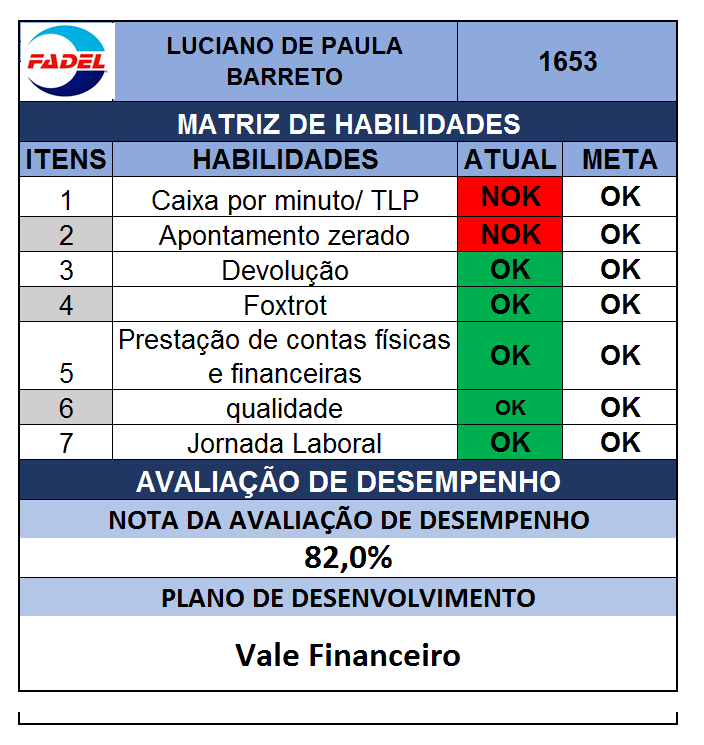 FADEL
LUCIANO DE PAULA
BARRETO
1653
MATRIZ DE HABILIDADES
ITENS HABILIDADES ATUAL META
1 Caixa por minuto/ TLP NOK OK
2 Apontamento zerado NOK OK
3 Devolução OK OK
4 Foxtrot OK OK
5 Prestação de contas físicas
e financeiras OK OK
6 qualidade OK OK
7 Jornada Laboral OK OK
AVALIAÇÃO DE DESEMPENHO
NOTA DA AVALIAÇÃO DE DESEMPENHO
82,0%
PLANO DE DESENVOLVIMENTO
Vale Financeiro